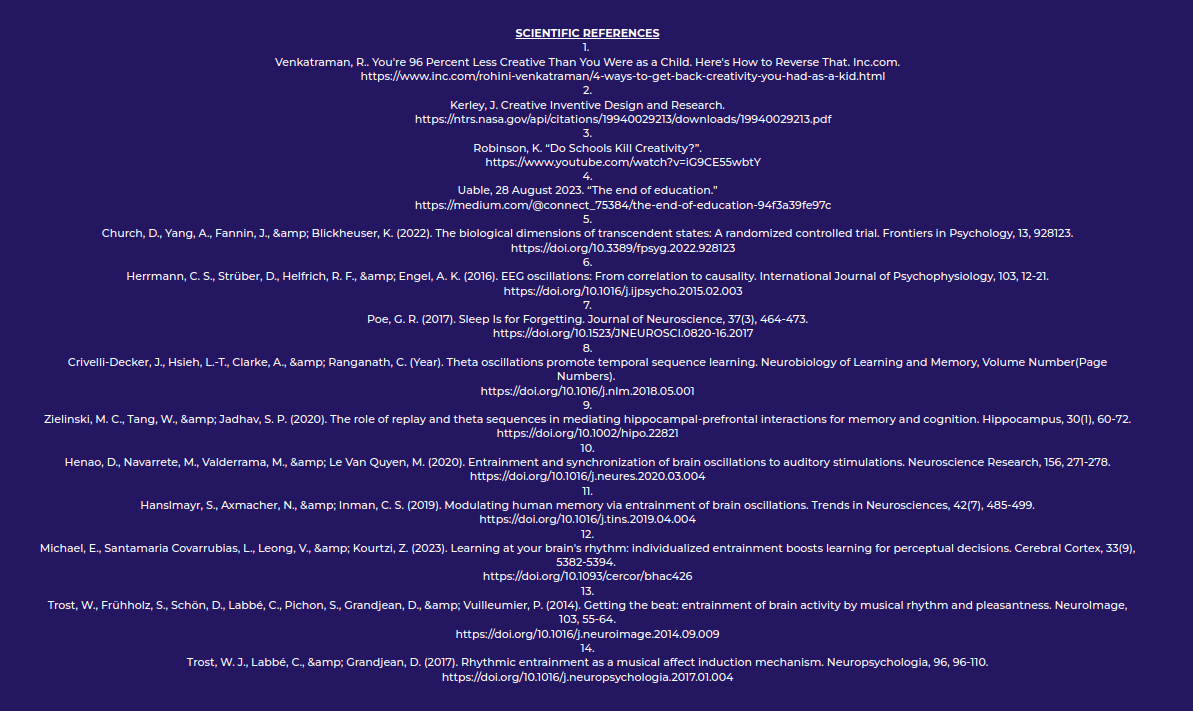 SCIENTIFIC REFERENCES
1.
Venkatraman, R.. You're 96 Percent Less Creative Than You Were as a Child. Here's How to Reverse That. Inc.com.
https://www.inc.com/rohini-venkatraman/4-ways-to-get-back-creativity-you-had-as-a-kid.html
2.
Kerley, J. Creative Inventive Design and Research.
https://ntrs.nasa.gov/api/citations/19940029213/downloads/19940029213.pdf
3.
Robinson, K. “Do Schools Kill Creativity?”.
https://www.youtube.com/watch?v=iG9CE55wbtY
4.
Uable, 28 August 2023. “The end of education.”
https://medium.com/@connect_75384/the-end-of-education-94f3a39fe97c
5.
Church, D., Yang, A., Fannin, J., &amp; Blickheuser, K. (2022). The biological dimensions of transcendent states: A randomized controlled trial. Frontiers in Psychology, 13, 928123.
https://doi.org/10.3389/fpsyg.2022.928123
6.
Herrmann, C. S., Strüber, D., Helfrich, R. F., &amp; Engel, A. K. (2016). EEG oscillations: From correlation to causality. International Journal of Psychophysiology, 103, 12-21.
https://doi.org/10.1016/j.ijpsycho.2015.02.003
7.
Poe, G. R. (2017). Sleep Is for Forgetting. Journal of Neuroscience, 37(3), 464-473.
https://doi.org/10.1523/JNEUROSCI.0820-16.2017
8.
Crivelli-Decker, J., Hsieh, L.-T., Clarke, A., &amp; Ranganath, C. (Year). Theta oscillations promote temporal sequence learning. Neurobiology of Learning and Memory, Volume Number(Page
Numbers).
https://doi.org/10.1016/j.nlm.2018.05.001
9.
Zielinski, M. C., Tang, W., &amp; Jadhav, S. P. (2020). The role of replay and theta sequences in mediating hippocampal-prefrontal interactions for memory and cognition. Hippocampus, 30(1), 60-72.
https://doi.org/10.1002/hipo.22821
10.
Henao, D., Navarrete, M., Valderrama, M., &amp; Le Van Quyen, M. (2020). Entrainment and synchronization of brain oscillations to auditory stimulations. Neuroscience Research, 156, 271-278.
https://doi.org/10.1016/j.neures.2020.03.004
11.
Hanslmayr, S., Axmacher, N., &amp; Inman, C. S. (2019). Modulating human memory via entrainment of brain oscillations. Trends in Neurosciences, 42(7), 485-499.
https://doi.org/10.1016/j.tins.2019.04.004
12.
Michael, E., Santamaria Covarrubias, L., Leong, V., &amp; Kourtzi, Z. (2023). Learning at your brain's rhythm: individualized entrainment boosts learning for perceptual decisions. Cerebral Cortex, 33(9),
5382-5394.
https://doi.org/10.1093/cercor/bhac426
13.
Trost, W., Frühholz, S., Schön, D., Labbé, C., Pichon, S., Grandjean, D., &amp; Vuilleumier, P. (2014). Getting the beat: entrainment of brain activity by musical rhythm and pleasantness. NeuroImage,
103, 55-64.
https://doi.org/10.1016/j.neuroimage.2014.09.009
14.
Trost, W. J., Labbé, C., &amp; Grandjean, D. (2017). Rhythmic entrainment as a musical affect induction mechanism. Neuropsychologia, 96, 96-110.
https://doi.org/10.1016/j.neuropsychologia.2017.01.004